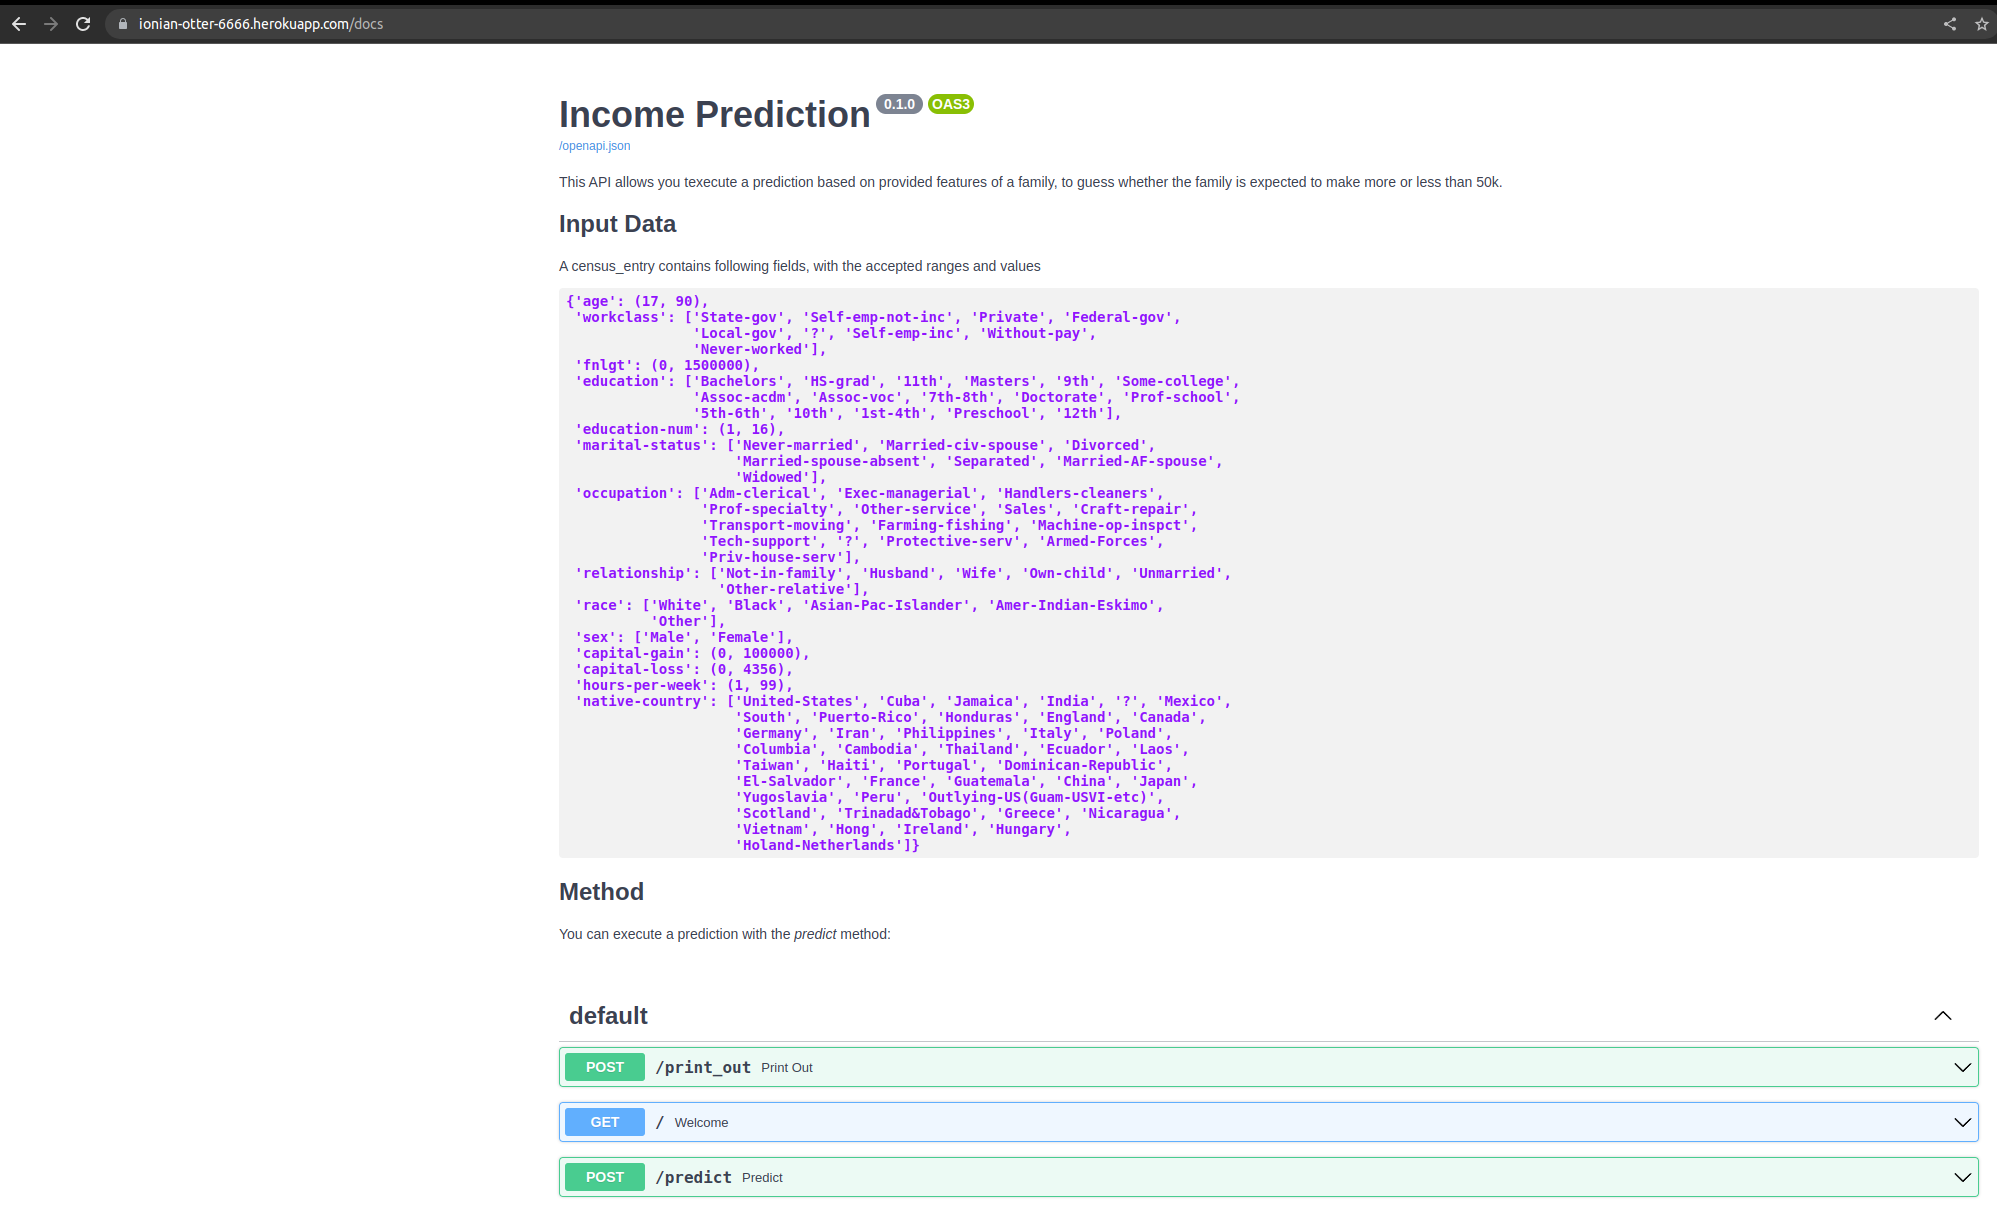 ionian-otter-6666.herokuapp.com/docs
Income Prediction 0.1.0 OAS3
/openapi.json
This API allows you texecute a prediction based on provided features of a family, to guess whether the family is expected to make more or less than 50k.
Input Data
A census_entry contains following fields, with the accepted ranges and values
{'age': (17, 90),
'workclass': ['State-gov', 'Self-emp-not-inc', 'Private', 'Federal-gov',
'Local-gov', '?', 'Self-emp-inc', 'Without-pay',
'Never-worked'],
'fnlgt': (0, 1500000),
'education': ['Bachelors', 'HS-grad', '11th', 'Masters', '9th', 'Some-college',
'Assoc-acdm', 'Assoc-voc', '7th-8th', 'Doctorate', 'Prof-school',
'5th-6th', '10th', '1st-4th', 'Preschool', '12th'],
'education-num': (1, 16),
'marital-status': ['Never-married', 'Married-civ-spouse', 'Divorced',
'Married-spouse-absent', 'Separated', 'Married-AF-spouse',
'Widowed'],
'occupation': ['Adm-clerical', 'Exec-managerial', 'Handlers-cleaners',
'Prof-specialty', 'Other-service', 'Sales', 'Craft-repair',
'Transport-moving', 'Farming-fishing', 'Machine-op-inspct',
'Tech-support', '?', 'Protective-serv', 'Armed-Forces',
'Priv-house-serv'],
'relationship': ['Not-in-family', 'Husband', 'Wife', 'Own-child', 'Unmarried',
'Other-relative'],
'race': ['White', 'Black', 'Asian-Pac-Islander', 'Amer-Indian-Eskimo',
'Other'],
'sex': ['Male', 'Female'],
'capital-gain': (0, 100000),
'capital-loss': (0, 4356),
'hours-per-week': (1, 99),
'native-country': ['United-States', 'Cuba', 'Jamaica', 'India', '?', 'Mexico',
'South', 'Puerto-Rico', 'Honduras', 'England', 'Canada',
'Germany', 'Iran', 'Philippines', 'Italy', 'Poland',
'Columbia', 'Cambodia', 'Thailand', 'Ecuador', 'Laos',
'Taiwan', 'Haiti', 'Portugal', 'Dominican-Republic',
'El-Salvador', 'France', 'Guatemala', 'China', 'Japan',
'Yugoslavia', 'Peru', 'Outlying-US(Guam-USVI-etc)',
'Scotland', 'Trinadad&Tobago', 'Greece', 'Nicaragua',
'Vietnam', 'Hong', 'Ireland', 'Hungary',
'Holand-Netherlands']}
Method
You can execute a prediction with the predict method:
default
POST /print_out Print Out
GET / Welcome
POST /predict Predict